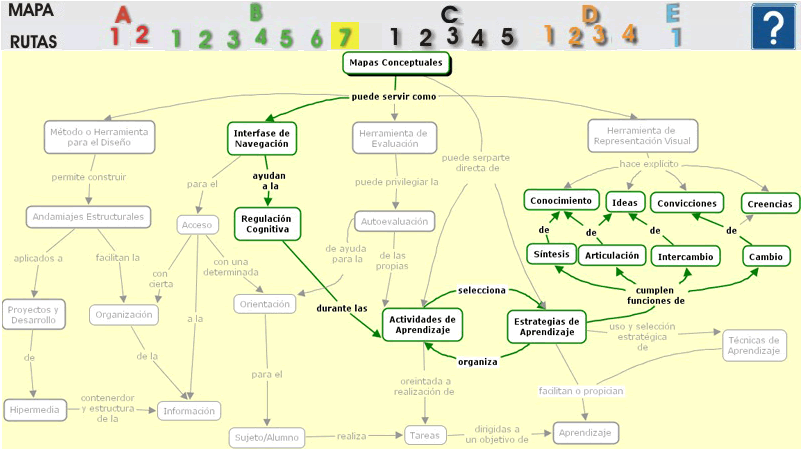 MAPA A B C D E
RUTAS 1 2 1 2 3 4 5 6 7 1 2 3 4 5 1 2 3 4 1 ?
Mapas Conceptuales
puede servir como
Método o Herramienta
para el Diseño
Interfase de
Navegación
Herramienta de
Evaluación
Herramienta de
Representación Visual
puede serparte
directa de
hace explícito
permite construir
para el
ayudan
a la
puede privilegiar la
Conocimiento
Ideas
Convicciones
Creencias
Andamiajes Estructurales
Acceso
Regulación
Cognitiva
Autoevaluación
de
de
de
de
aplicados a
facilitan la
con
cierta
con una
determinada
de ayuda
para la
de las
propias
Síntesis
Articulación
Intercambio
Cambio
selecciona
cumplen
funciones de
Proyectos y
Desarrollo
Organización
a la
Orientación
durante las
Actividades de
Aprendizaje
Estrategias de
Aprendizaje
uso y selección
estratégica
de
Técnicas de
Aprendizaje
organiza
de
de la
para el
oreintada a
realización de
facilitan o propician
Hipermedia
contenerdor
y estructura
de la
Información
Sujeto/Alumno
realiza
Tareas
dirigidas a
un objetivo de
Aprendizaje